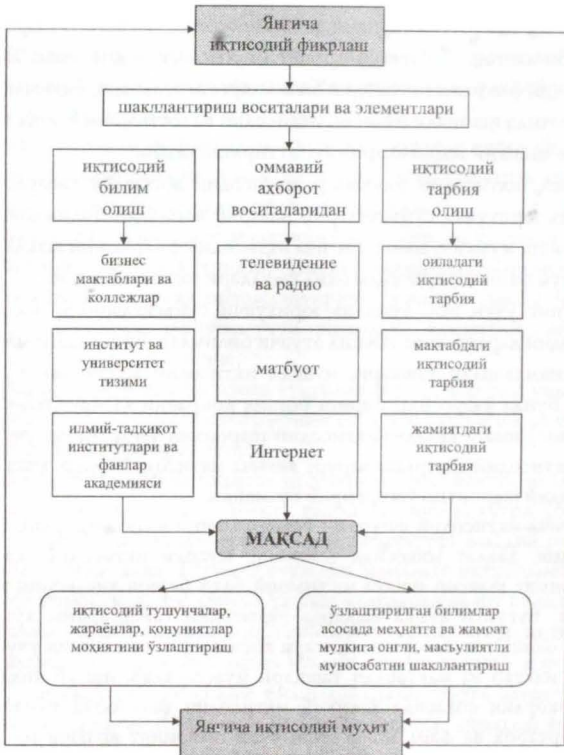 Янгича
иқтисодий фикрлаш
шакллантириш воситалари ва элементлари
иқтисодий
билим
олиш
оммавий
ахборот
воситаларидан
иқтисодий
тарбия
олиш
бизнес
мактаблари ва
коллежлар
телевидение
ва радио
оиладаги
иқтисодий
тарбия
институт ва
университет
тизими
матбуот
мактабдаги
иқтисодий
тарбия
илмий-тадқиқот
институтлари ва
фанлар
академияси
Интернет
жамиятдаги
иқтисодий
тарбия
МАҚСАД
иқтисодий тушунчалар,
жараёнлар, қонуниятлар
моҳиятини ўзлаштириш
ўзлаштирилган билимлар
асосида меҳнатга ва жамоат
мулкига онгли, масъулиятли
муносабатни шакллантириш
Янгича иқтисодий муҳит